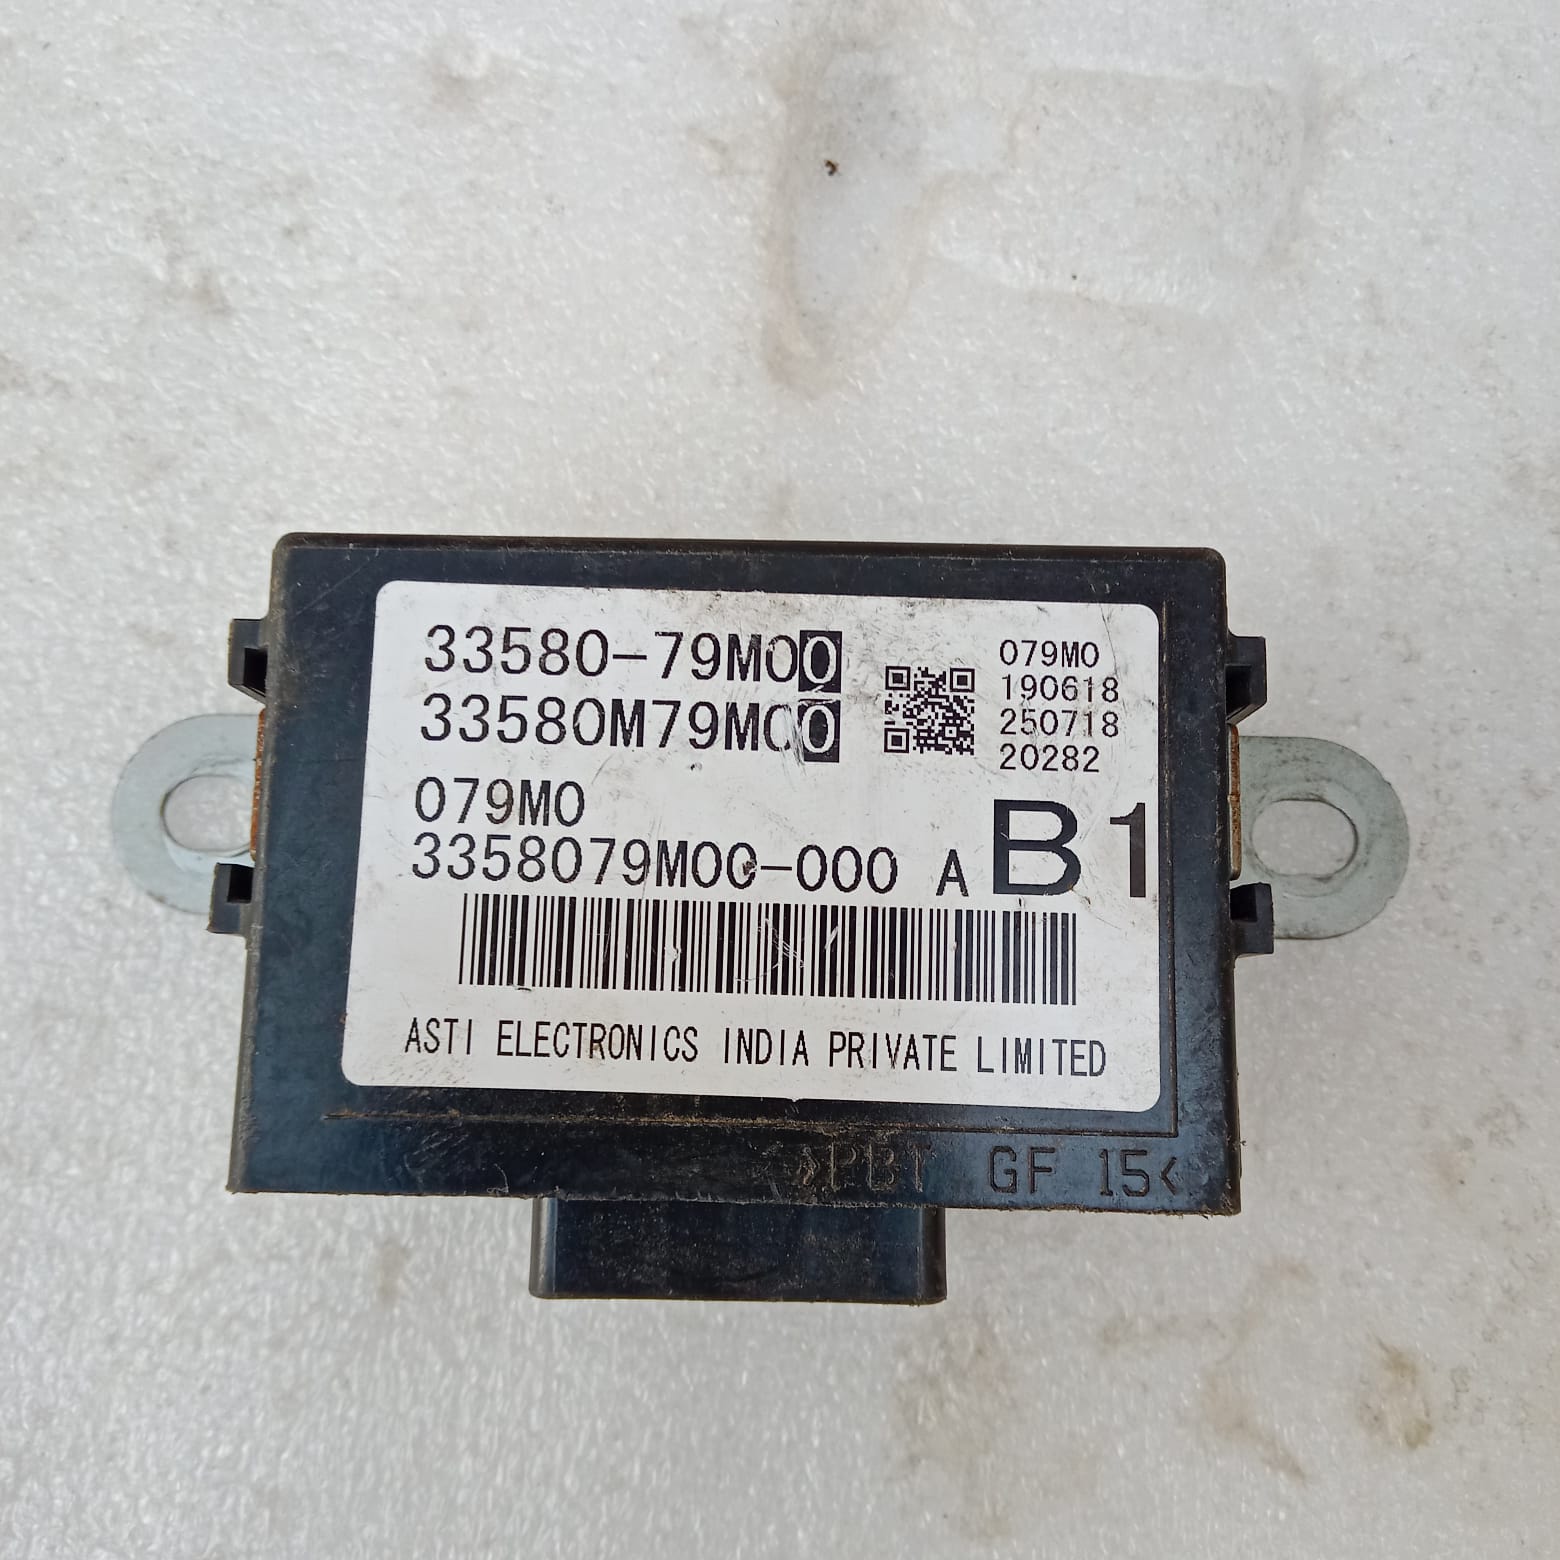 33580-79M00
33580M79M00
079M0
3358079M00-000 A B1
079M0
190618
250718
20282
ASTI ELECTRONICS INDIA PRIVATE LIMITED
>PBT GF 15<